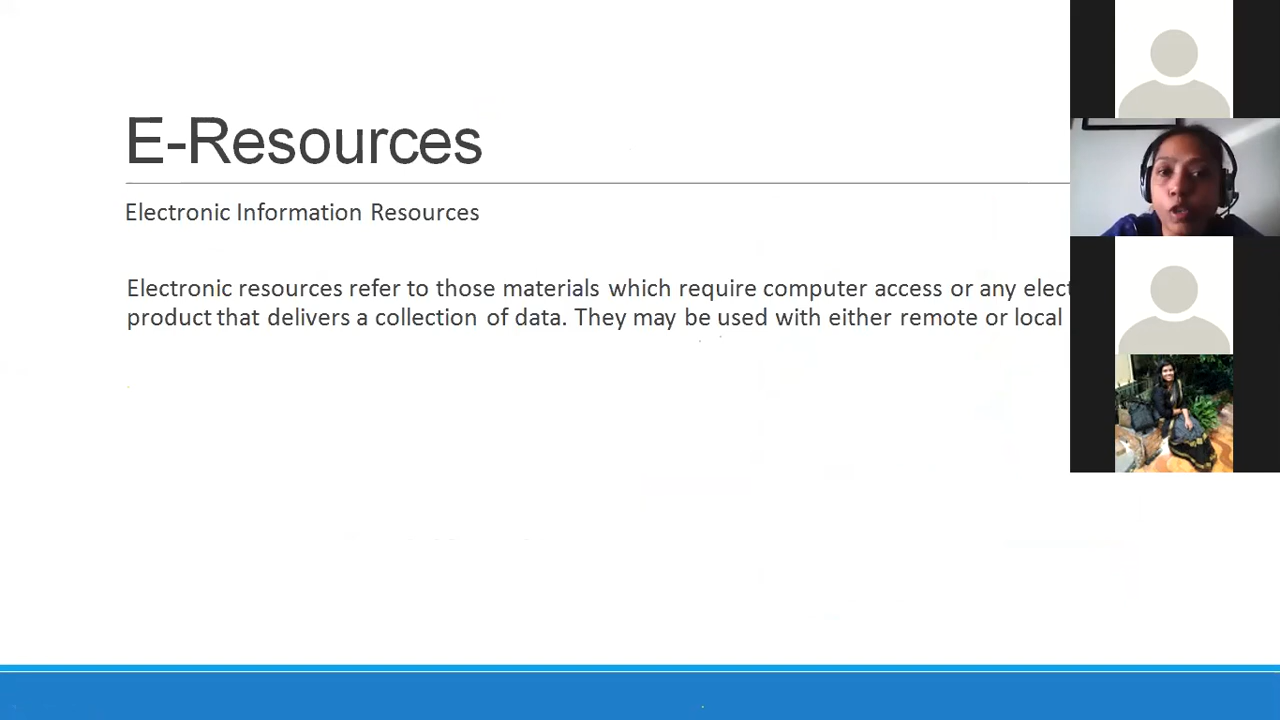 E-Resources
Electronic Information Resources
Electronic resources refer to those materials which require computer access or any
product that delivers a collection of data. They may be used with either remote or local